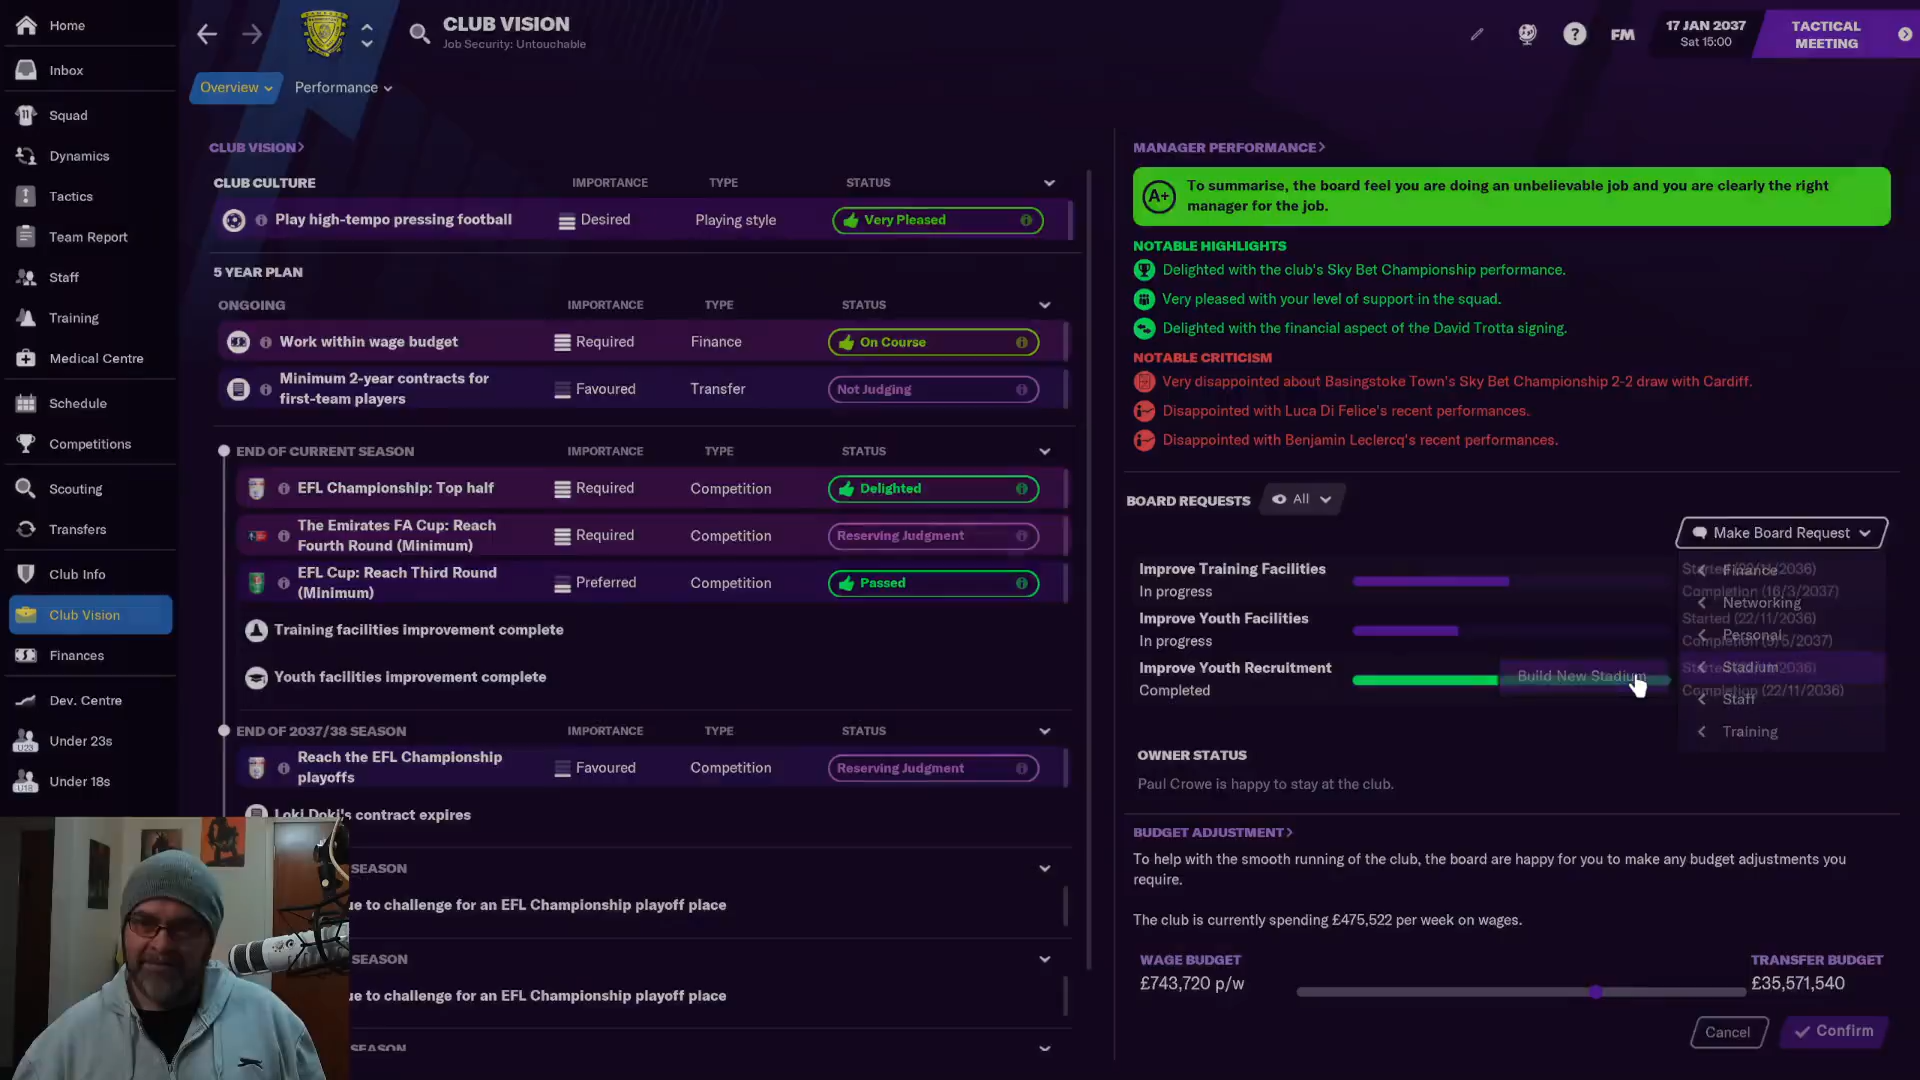 Home
CLUB VISION
Job Security: Untouchable
FM
17 JAN 2037
Sat 15:00
TACTICAL
MEETING
Inbox
Overview
Performance
Squad
Dynamics
Tactics
Team Report
Staff
Training
Medical Centre
Schedule
Competitions
Scouting
Transfers
Club Info
Club Vision
Finances
Dev. Centre
Under 23s
Under 18s
CLUB VISION
CLUB CULTURE IMPORTANCE TYPE STATUS
Play high-tempo pressing football Desired Playing style Very Pleased
5 YEAR PLAN
ONGOING IMPORTANCE TYPE STATUS
Work within wage budget Required Finance On Course
Minimum 2-year contracts for
first-team players Favoured Transfer Not Judging
END OF CURRENT SEASON IMPORTANCE TYPE STATUS
EFL Championship: Top half Required Competition Delighted
The Emirates FA Cup: Reach
Fourth Round (Minimum) Required Competition Reserving Judgment
EFL Cup: Reach Third Round
(Minimum) Preferred Competition Passed
Training facilities improvement complete
Youth facilities improvement complete
END OF 2037/38 SEASON IMPORTANCE TYPE STATUS
Reach the EFL Championship
playoffs Favoured Competition Reserving Judgment
Loki Doki's contract expires
SEASON
ue to challenge for an EFL Championship playoff place
SEASON
ue to challenge for an EFL Championship playoff place
SEASON
MANAGER PERFORMANCE
A+
To summarise, the board feel you are doing an unbelievable job and you are clearly the right
manager for the job.
NOTABLE HIGHLIGHTS
Delighted with the club's Sky Bet Championship performance.
Very pleased with your level of support in the squad.
Delighted with the financial aspect of the David Trotta signing.
NOTABLE CRITICISM
Very disappointed about Basingstoke Town's Sky Bet Championship 2-2 draw with Cardiff.
Disappointed with Luca Di Felice's recent performances.
Disappointed with Benjamin Leclercq's recent performances.
BOARD REQUESTS All
Make Board Request
Improve Training Facilities
In progress
Improve Youth Facilities
In progress
Improve Youth Recruitment
Completed
Build New Stadium
Finance
Completion (16/3/2037)
Networking
Started (22/11/2036)
Personal
Completion (9/5/2037)
Stadium
Completion (22/11/2036)
Staff
Training
OWNER STATUS
Paul Crowe is happy to stay at the club.
BUDGET ADJUSTMENT
To help with the smooth running of the club, the board are happy for you to make any budget adjustments you
require.
The club is currently spending £475,522 per week on wages.
WAGE BUDGET
£743,720 p/w
TRANSFER BUDGET
£35,571,540
Cancel
Confirm